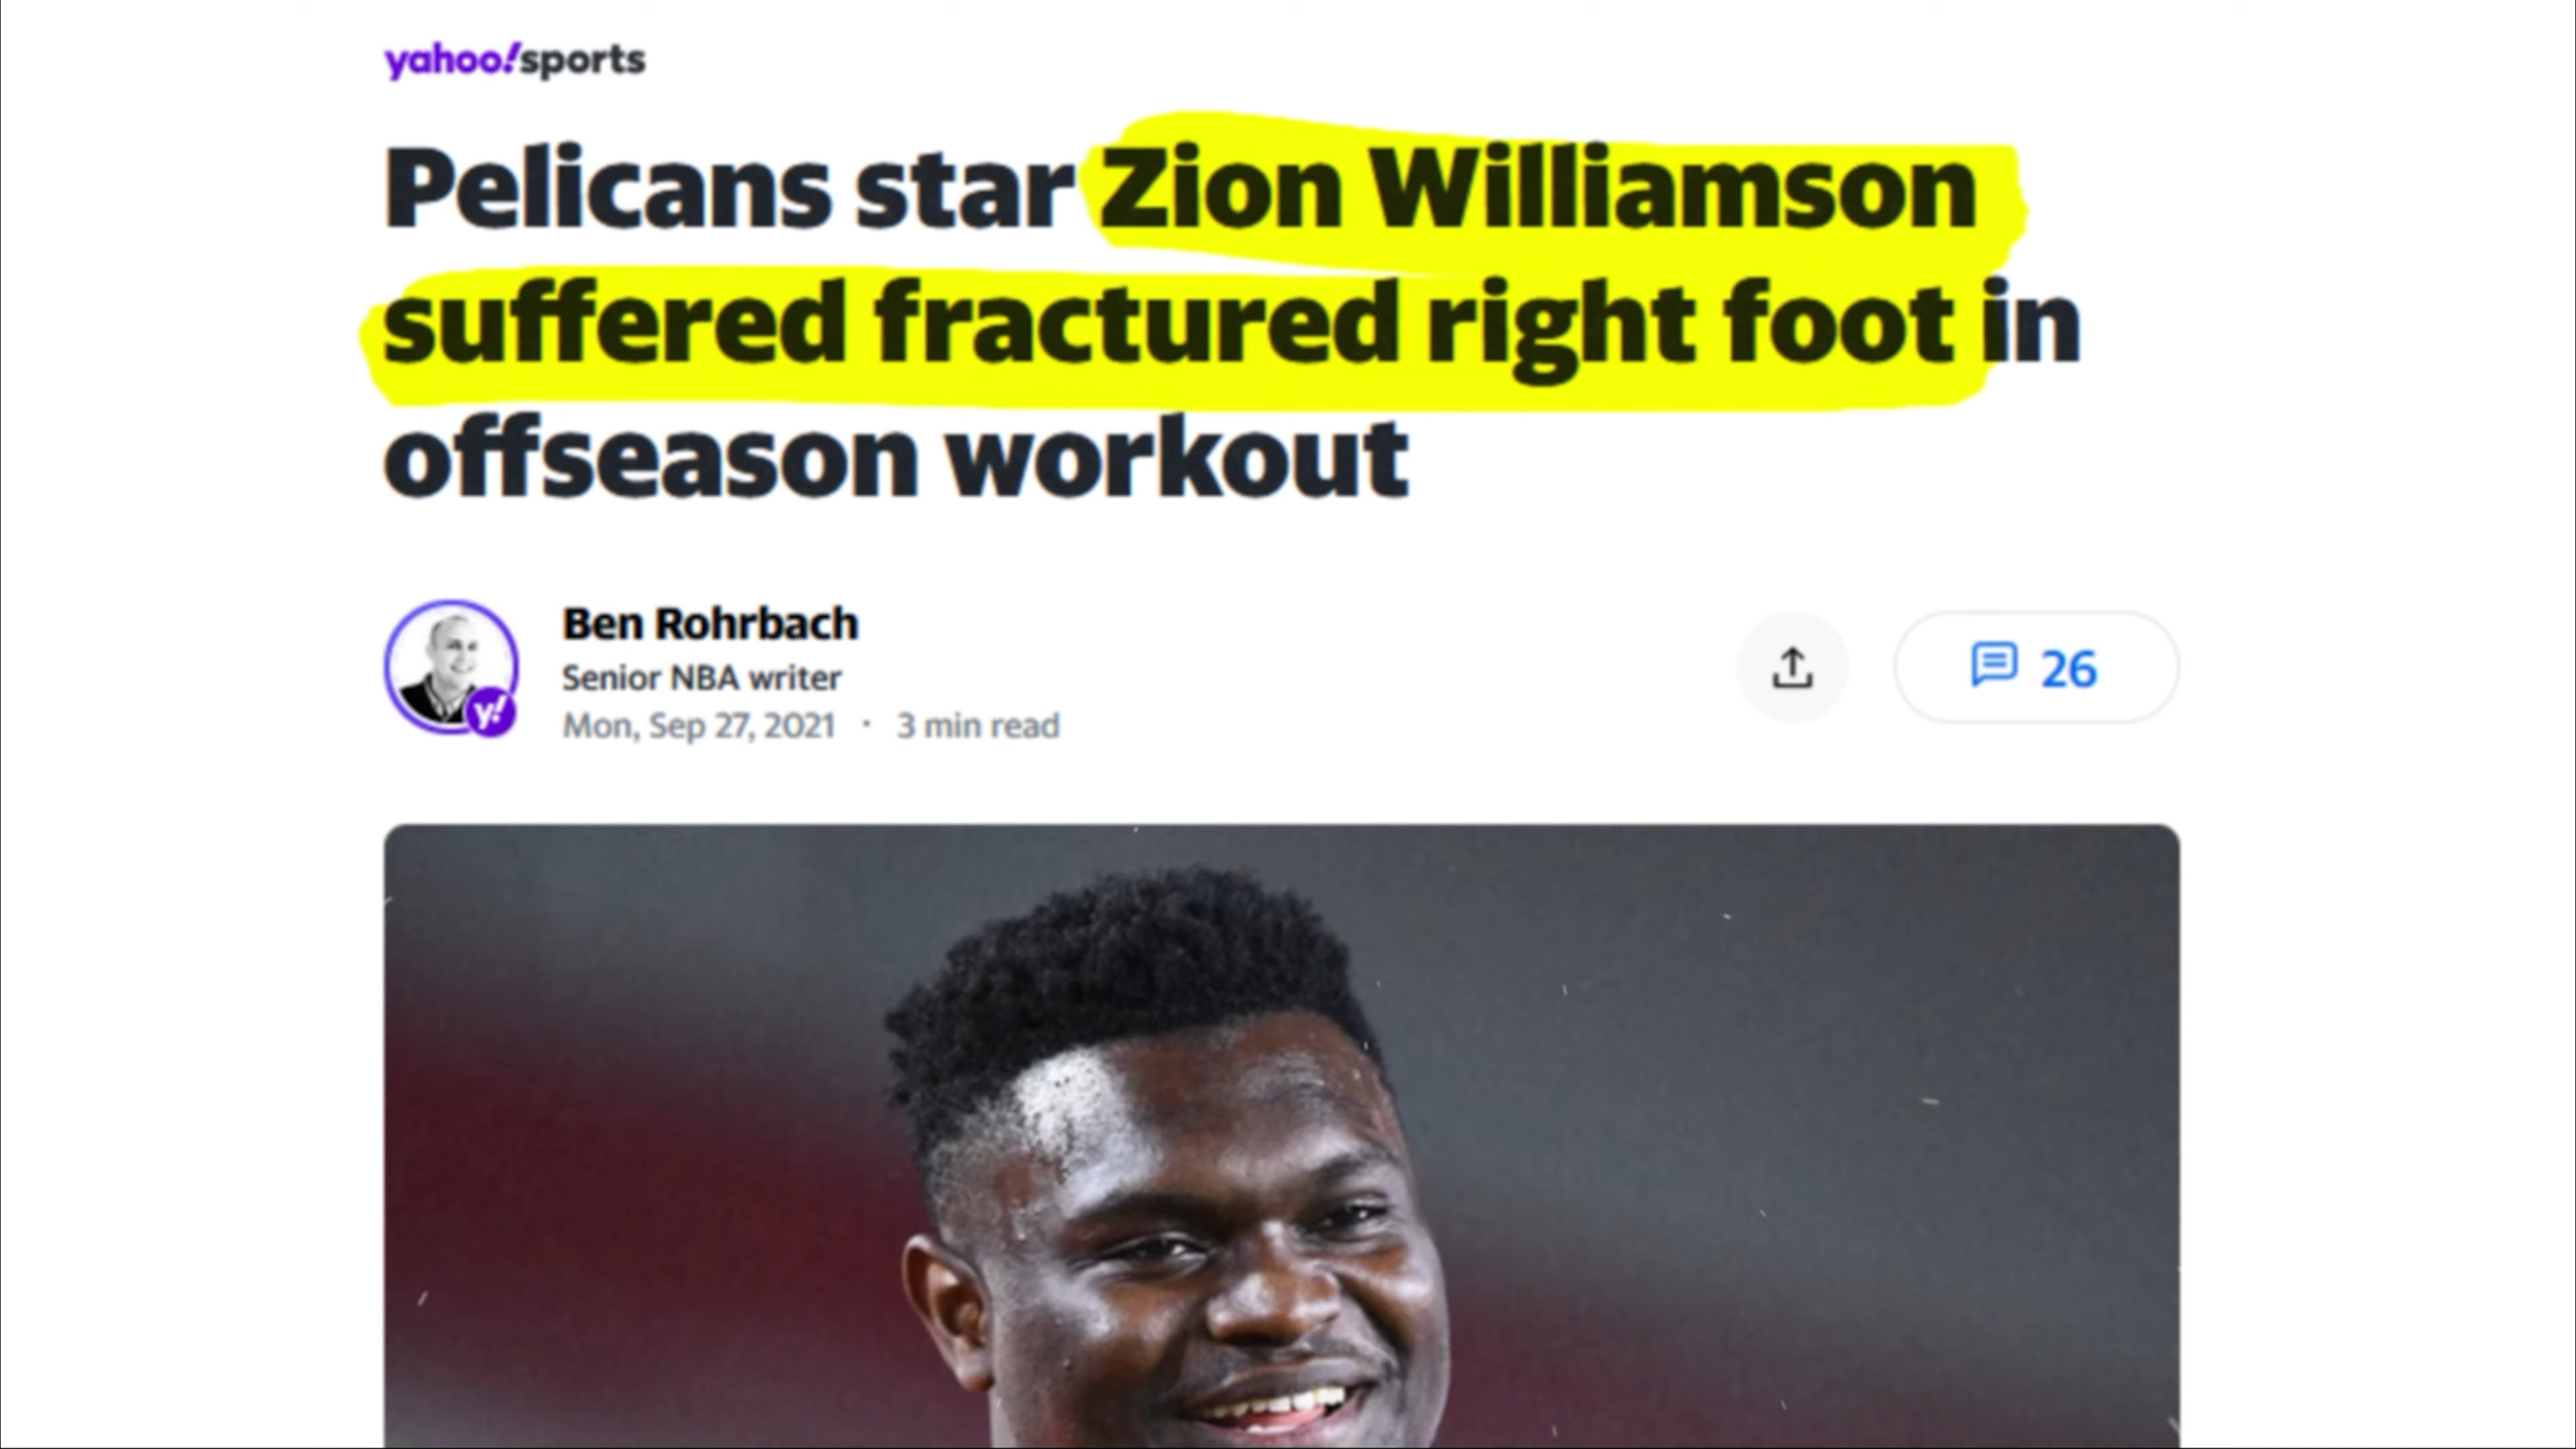 yahoo!sports
Pelicans star Zion Williamson
suffered fractured right foot in
offseason workout
Ben Rohrbach
Senior NBA writer
Mon, Sep 27, 2021 · 3 min read
26
y!